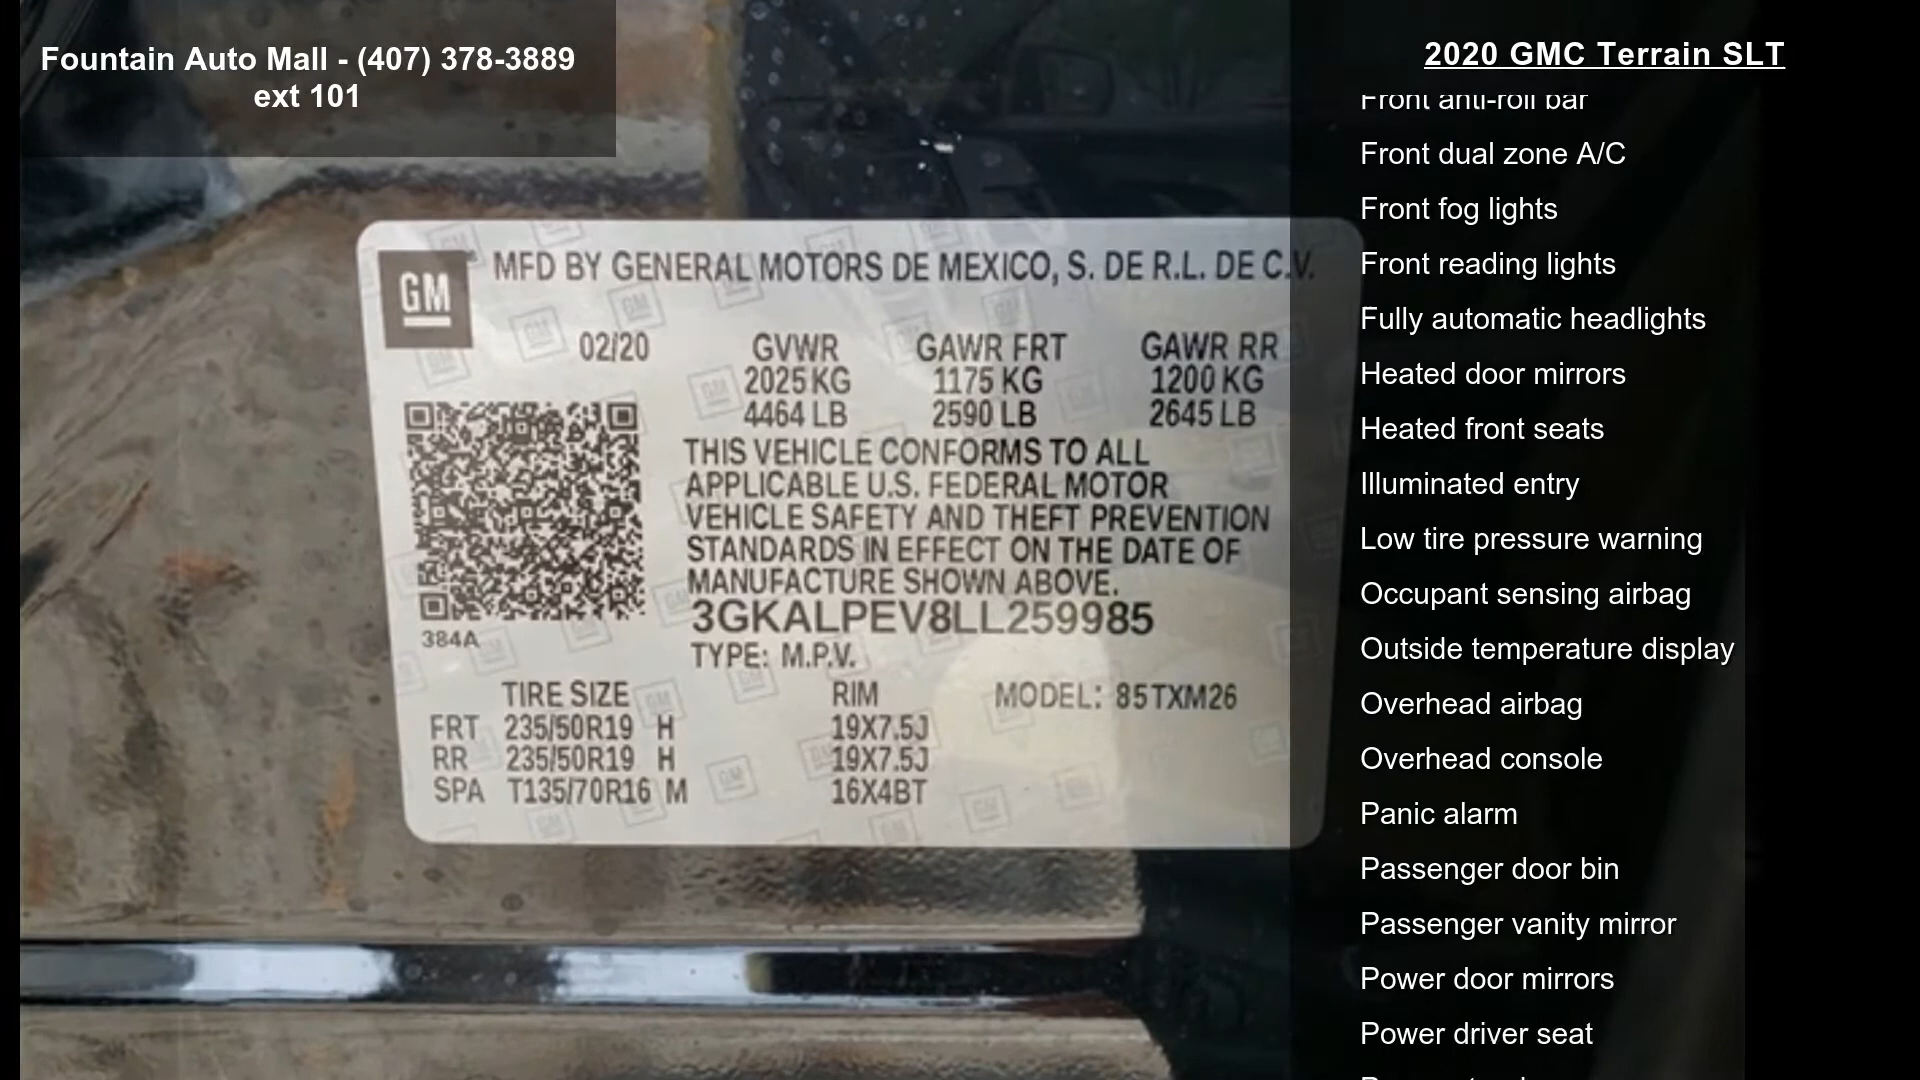 Fountain Auto Mall - (407) 378-3889
ext 101
GM
MFD BY GENERAL MOTORS DE MEXICO, S. DE R.L. DE C.V.
02/20 GVWR GAWR FRT GAWR RR
2025 KG 1175 KG 1200 KG
4464 LB 2590 LB 2645 LB
THIS VEHICLE CONFORMS TO ALL
APPLICABLE U.S. FEDERAL MOTOR
VEHICLE SAFETY AND THEFT PREVENTION
STANDARDS IN EFFECT ON THE DATE OF
MANUFACTURE SHOWN ABOVE.
3GKALPEV8LL259985
384A
TYPE: M.P.V.
TIRE SIZE RIM MODEL: 85TXM26
FRT 235/50R19 H 19X7.5J
RR 235/50R19 H 19X7.5J
SPA T135/70R16 M 16X4BT
2020 GMC Terrain SLT
Front anti-roll bar
Front dual zone A/C
Front fog lights
Front reading lights
Fully automatic headlights
Heated door mirrors
Heated front seats
Illuminated entry
Low tire pressure warning
Occupant sensing airbag
Outside temperature display
Overhead airbag
Overhead console
Panic alarm
Passenger door bin
Passenger vanity mirror
Power door mirrors
Power driver seat